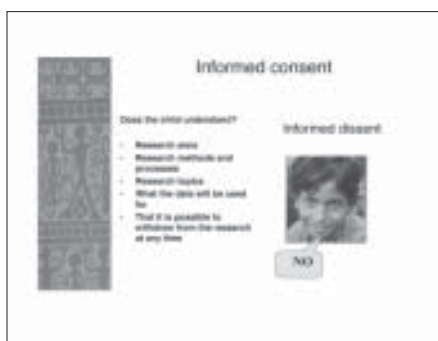 Informed consent
Does the child understand?
- Research aims
- Research methods and
processes
- Research topics
- What the data will be used
for
- That it is possible to
withdraw from the research
at any time
Informed dissent
NO